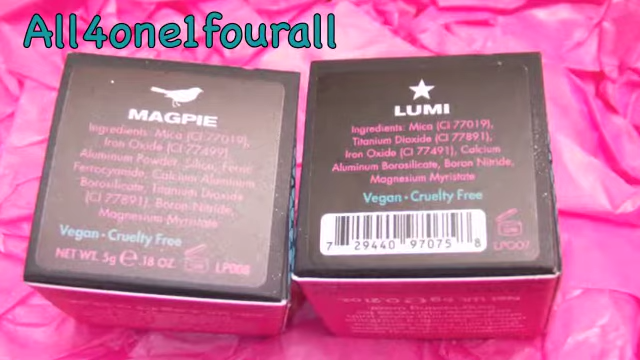 All4one1fourall
MAGPIE
Ingredients: Mica (CI 77019),
Iron Oxide (CI 77499)
Aluminum Powder, Silica, Ferric
Ferrocyanide, Calcium Aluminum
Borosilicate, Titanium Dioxide
(CI 77891), Boron Nitride,
Magnesium Myristate
Vegan · Cruelty Free
NET WT. 5g e .18 OZ
LP008
LUMI
Ingredients: Mica (CI 77019),
Titanium Dioxide (CI 77891),
Iron Oxide (CI 77491), Calcium
Aluminum Borosilicate, Boron Nitride,
Magnesium Myristate
Vegan · Cruelty Free
7 29440 97075 8
LP007